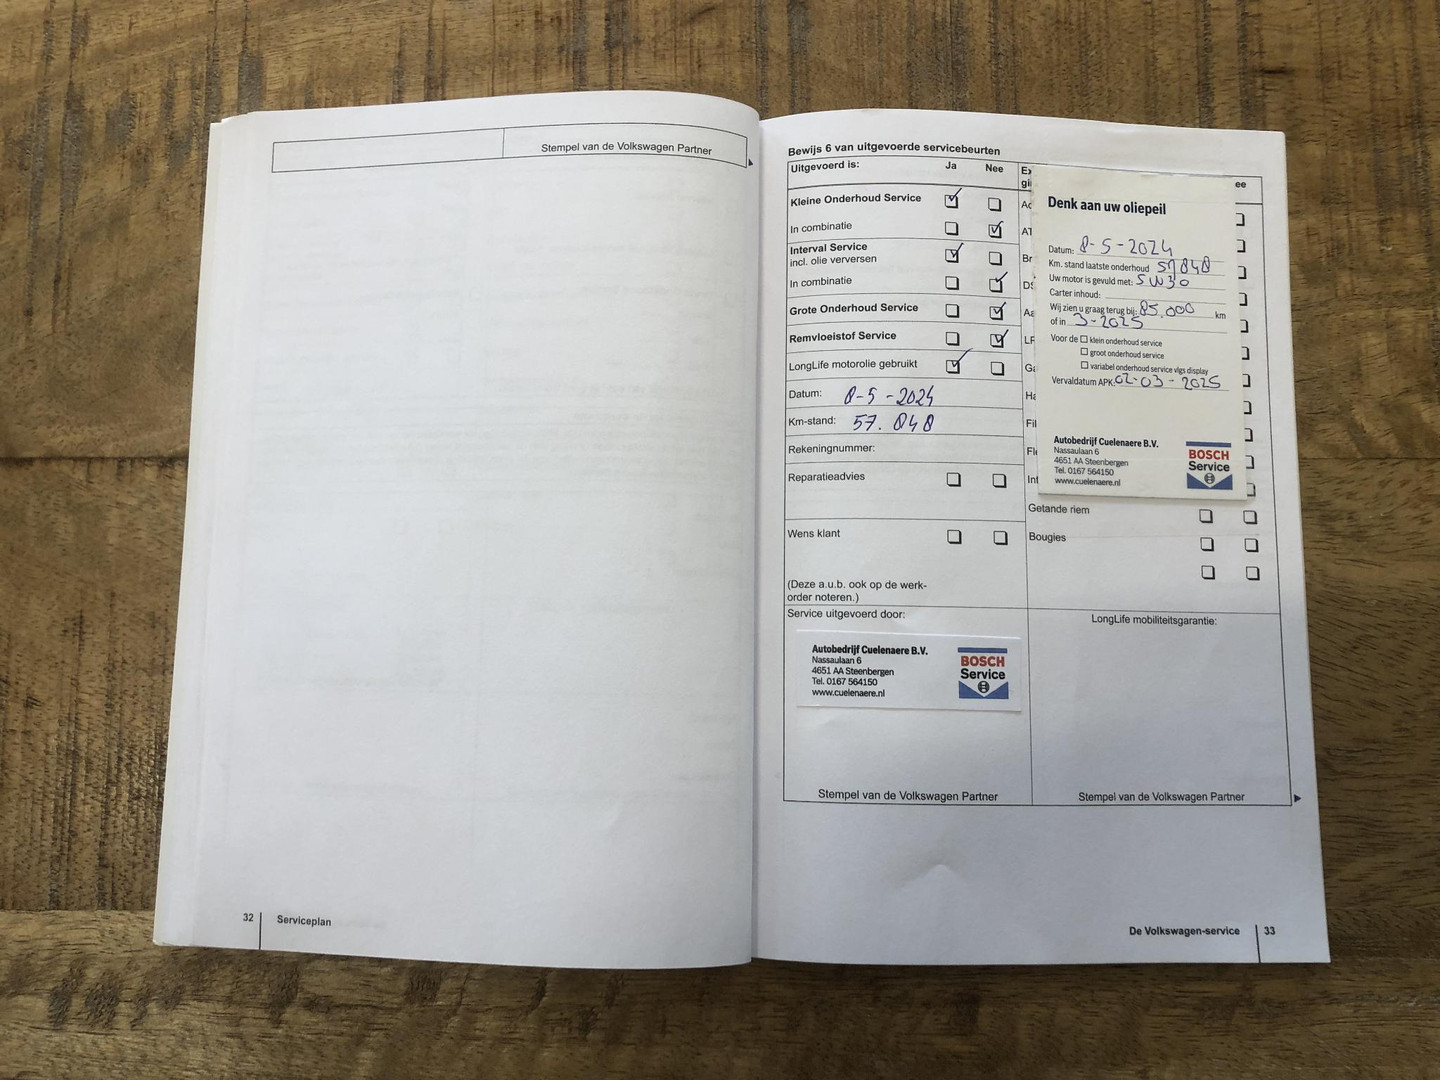 Stempel van de Volkswagen Partner
32
Serviceplan
Bewijs 6 van uitgevoerde servicebeurten
Uitgevoerd is:
Ja
Nee
Kleine Onderhoud Service
In combinatie
Interval Service
incl. olie verversen
In combinatie
Grote Onderhoud Service
Remvloeistof Service
LongLife motorolie gebruikt
Datum: 8-5-2024
Km-stand: 57.848
Rekeningnummer:
Reparatieadvies
Wens klant
(Deze a.u.b. ook op de werk-
order noteren.)
Service uitgevoerd door:
Autobedrijf Cuelenaere B.V.
Nassaulaan 6
4651 AA Steenbergen
Tel. 0167 564150
www.cuelenaere.nl
BOSCH
Service
Stempel van de Volkswagen Partner
Denk aan uw oliepeil
Datum: 8-5-2024
Km. stand laatste onderhoud 57848
Uw motor is gevuld met: 5W30
Carter inhoud:
Wij zien u graag terug bij: 85.000 km
of in 3-2025
Voor de klein onderhoud service
groot onderhoud service
variabel onderhoud service vlgs display
Vervaldatum APK: 02-03-2025
Autobedrijf Cuelenaere B.V.
Nassaulaan 6
4651 AA Steenbergen
Tel. 0167 564150
www.cuelenaere.nl
BOSCH
Service
Getande riem
Bougies
LongLife mobiliteitsgarantie:
Stempel van de Volkswagen Partner
De Volkswagen-service
33